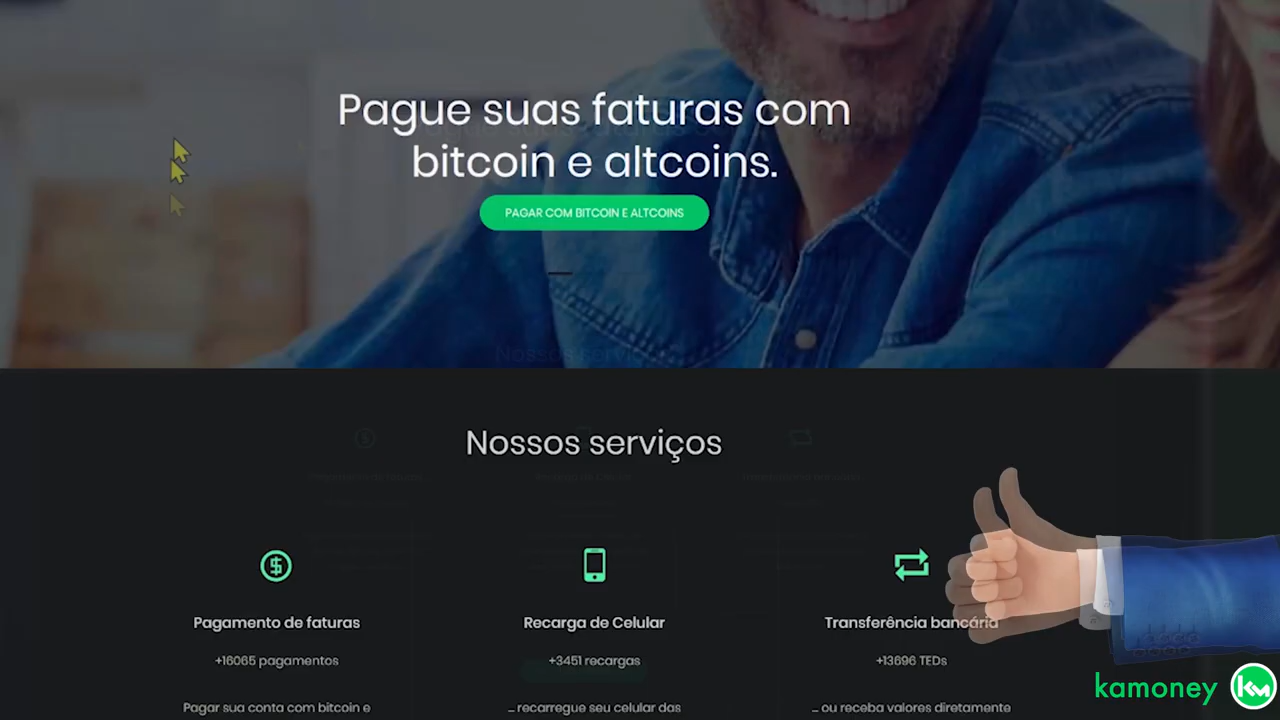 Pague suas faturas com
bitcoin e altcoins.
PAGAR COM BITCOIN E ALTCOINS
Nossos serviços
Nossos serviços
Pagamento de faturas
Recarga de Celular
Transferência bancária
+16065 pagamentos
+3451 recargas
+13696 TEDs
Pagar sua conta com bitcoin e
... recarregue seu celular das
... ou receba valores diretamente
kamoney